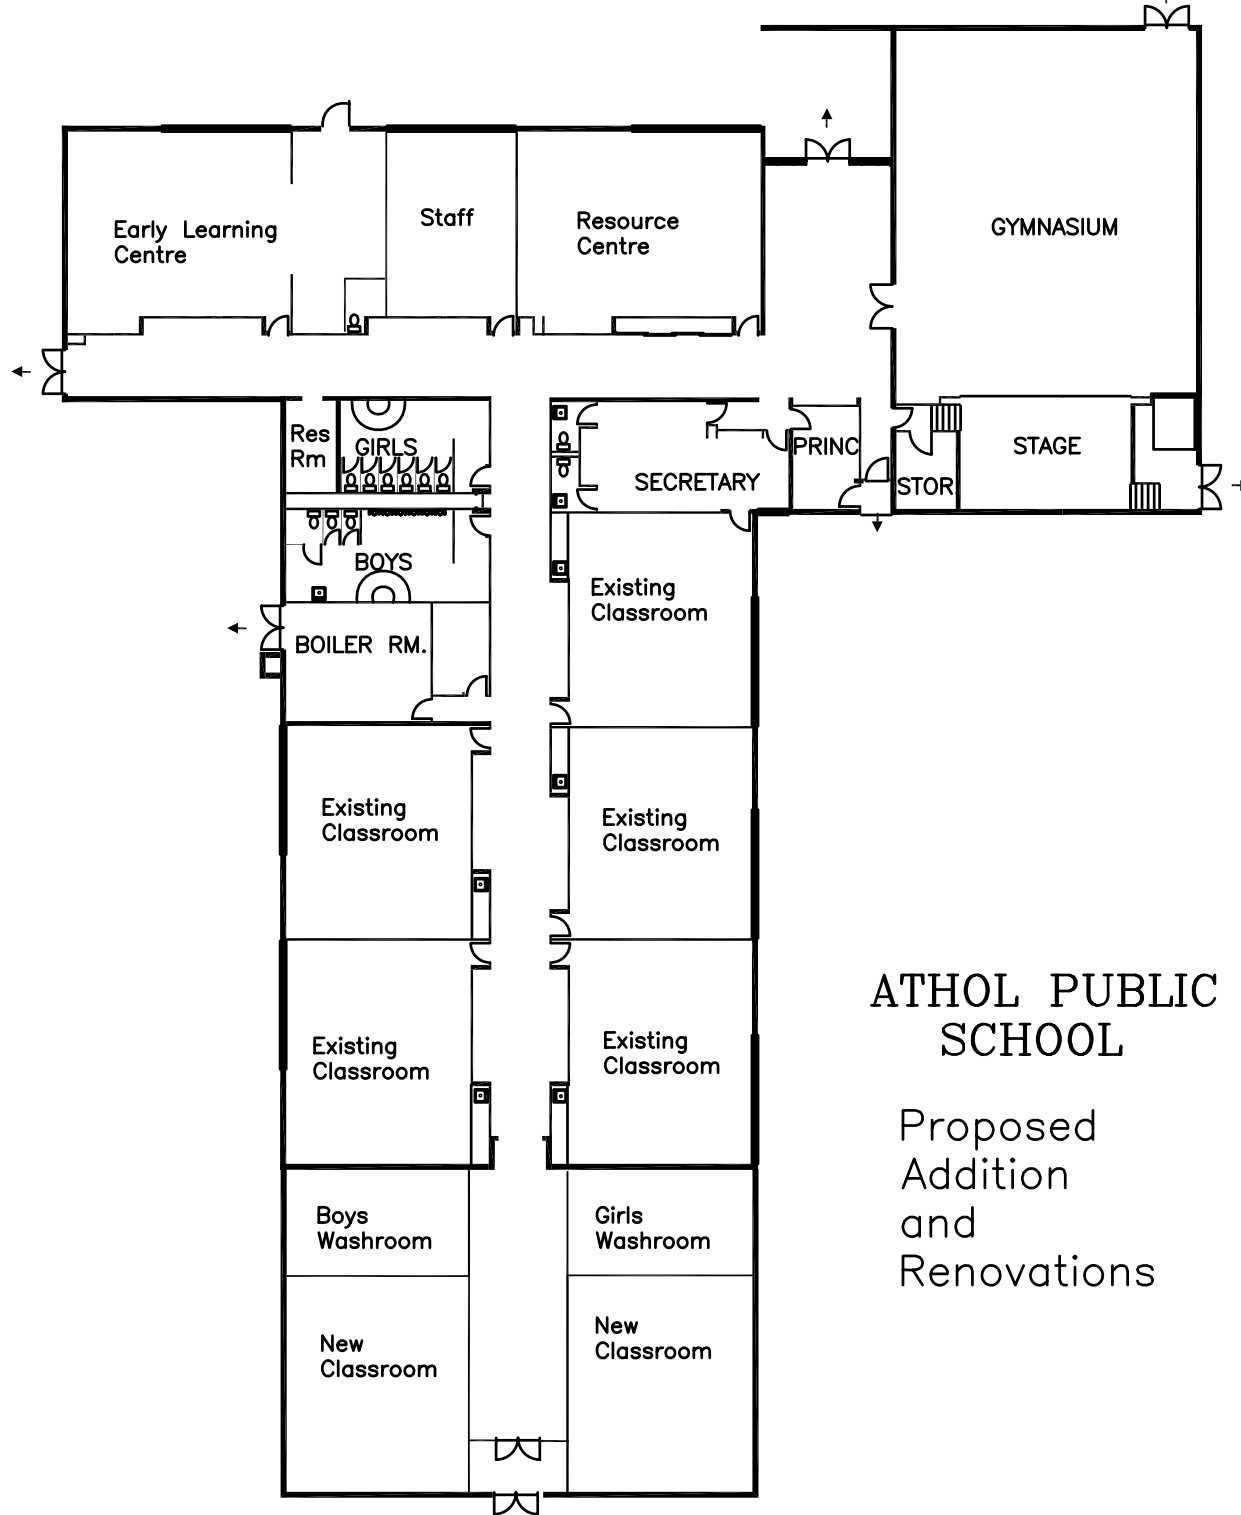 GYMNASIUM
Early Learning
Centre
Staff
Resource
Centre
Res
Rm
GIRLS
SECRETARY
PRINC
STOR
STAGE
BOYS
BOILER RM.
Existing
Classroom
Existing
Classroom
Existing
Classroom
Existing
Classroom
Existing
Classroom
Boys
Washroom
Girls
Washroom
New
Classroom
New
Classroom
ATHOL PUBLIC
SCHOOL
Proposed
Addition
and
Renovations